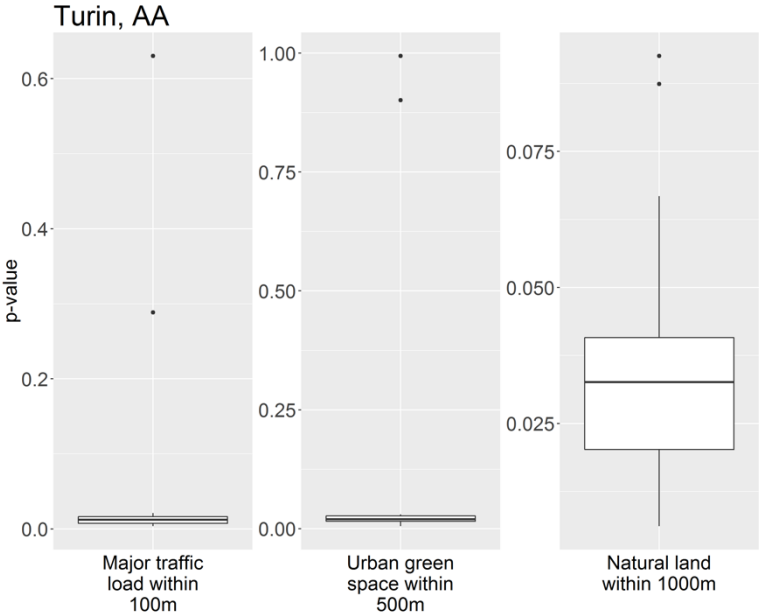 Turin, AA
p-value
0.6
0.4
0.2
0.0
1.00
0.75
0.50
0.25
0.00
0.075
0.050
0.025
Major traffic
load within
100m
Urban green
space within
500m
Natural land
within 1000m